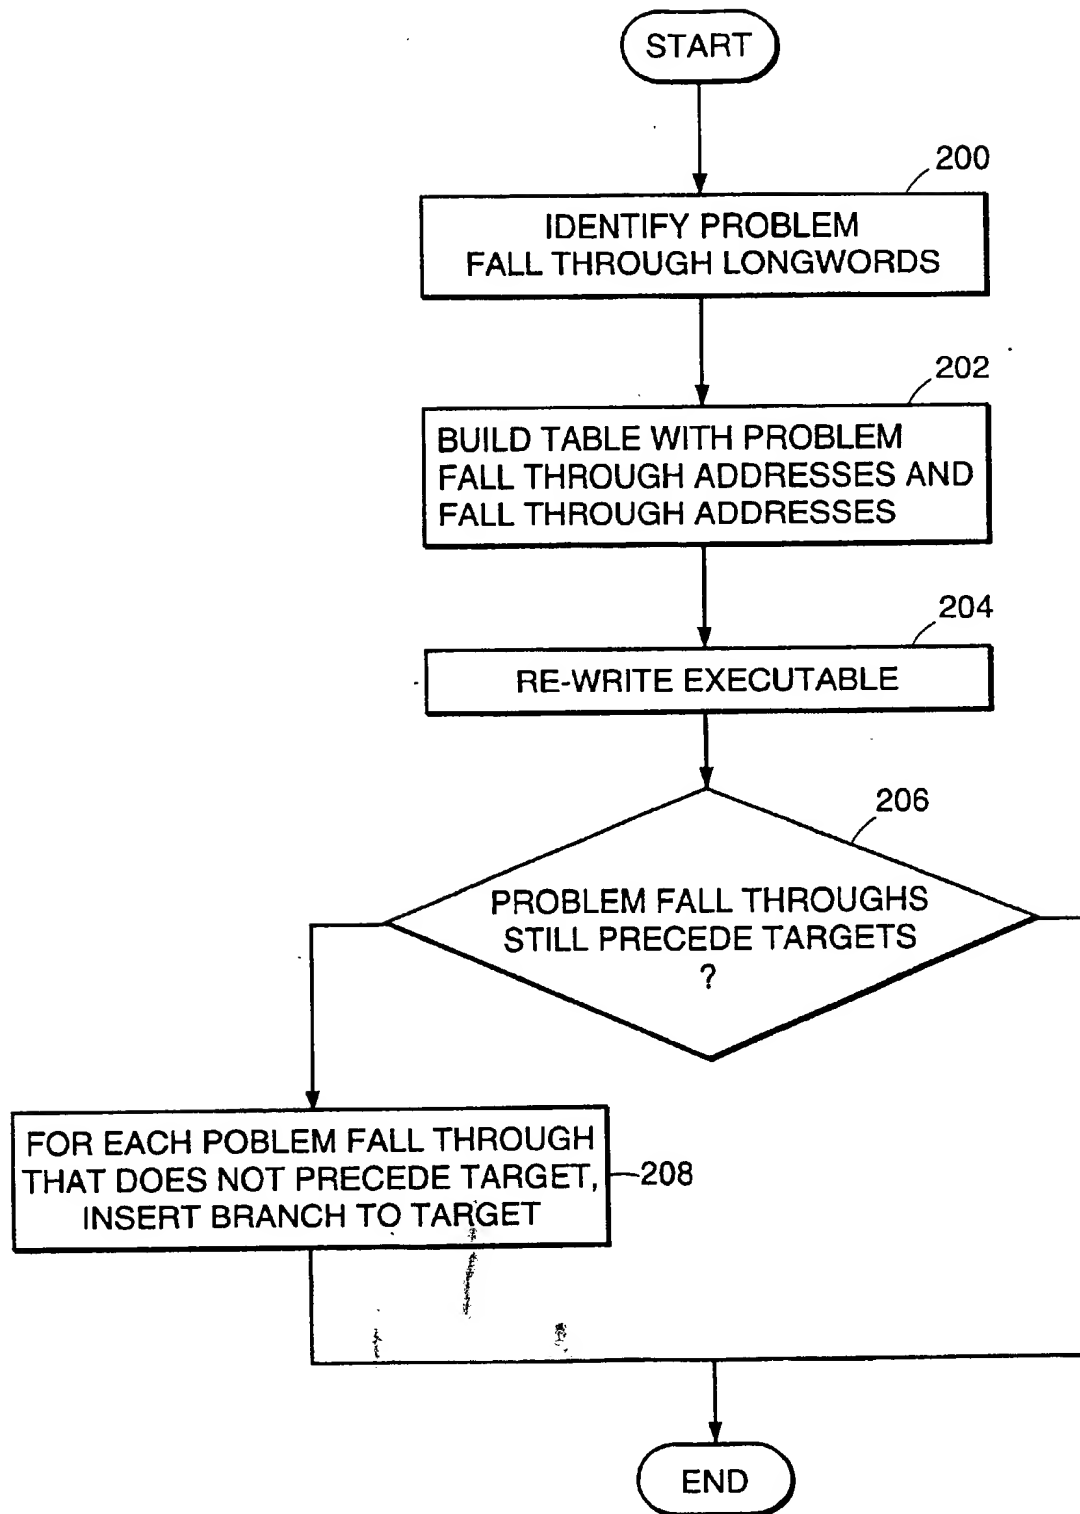 START
200
IDENTIFY PROBLEM
FALL THROUGH LONGWORDS
202
BUILD TABLE WITH PROBLEM
FALL THROUGH ADDRESSES AND
FALL THROUGH ADDRESSES
204
RE-WRITE EXECUTABLE
206
PROBLEM FALL THROUGHS
STILL PRECEDE TARGETS
?
FOR EACH POBLEM FALL THROUGH
THAT DOES NOT PRECEDE TARGET,
INSERT BRANCH TO TARGET
208
END